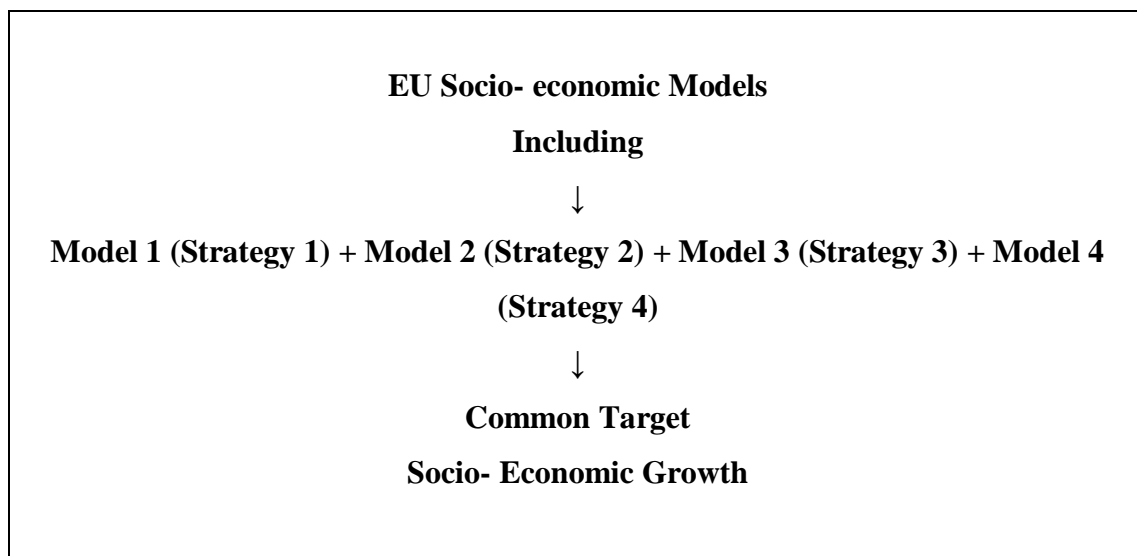 EU Socio- economic Models
Including
↓
Model 1 (Strategy 1) + Model 2 (Strategy 2) + Model 3 (Strategy 3) + Model 4
(Strategy 4)
↓
Common Target
Socio- Economic Growth